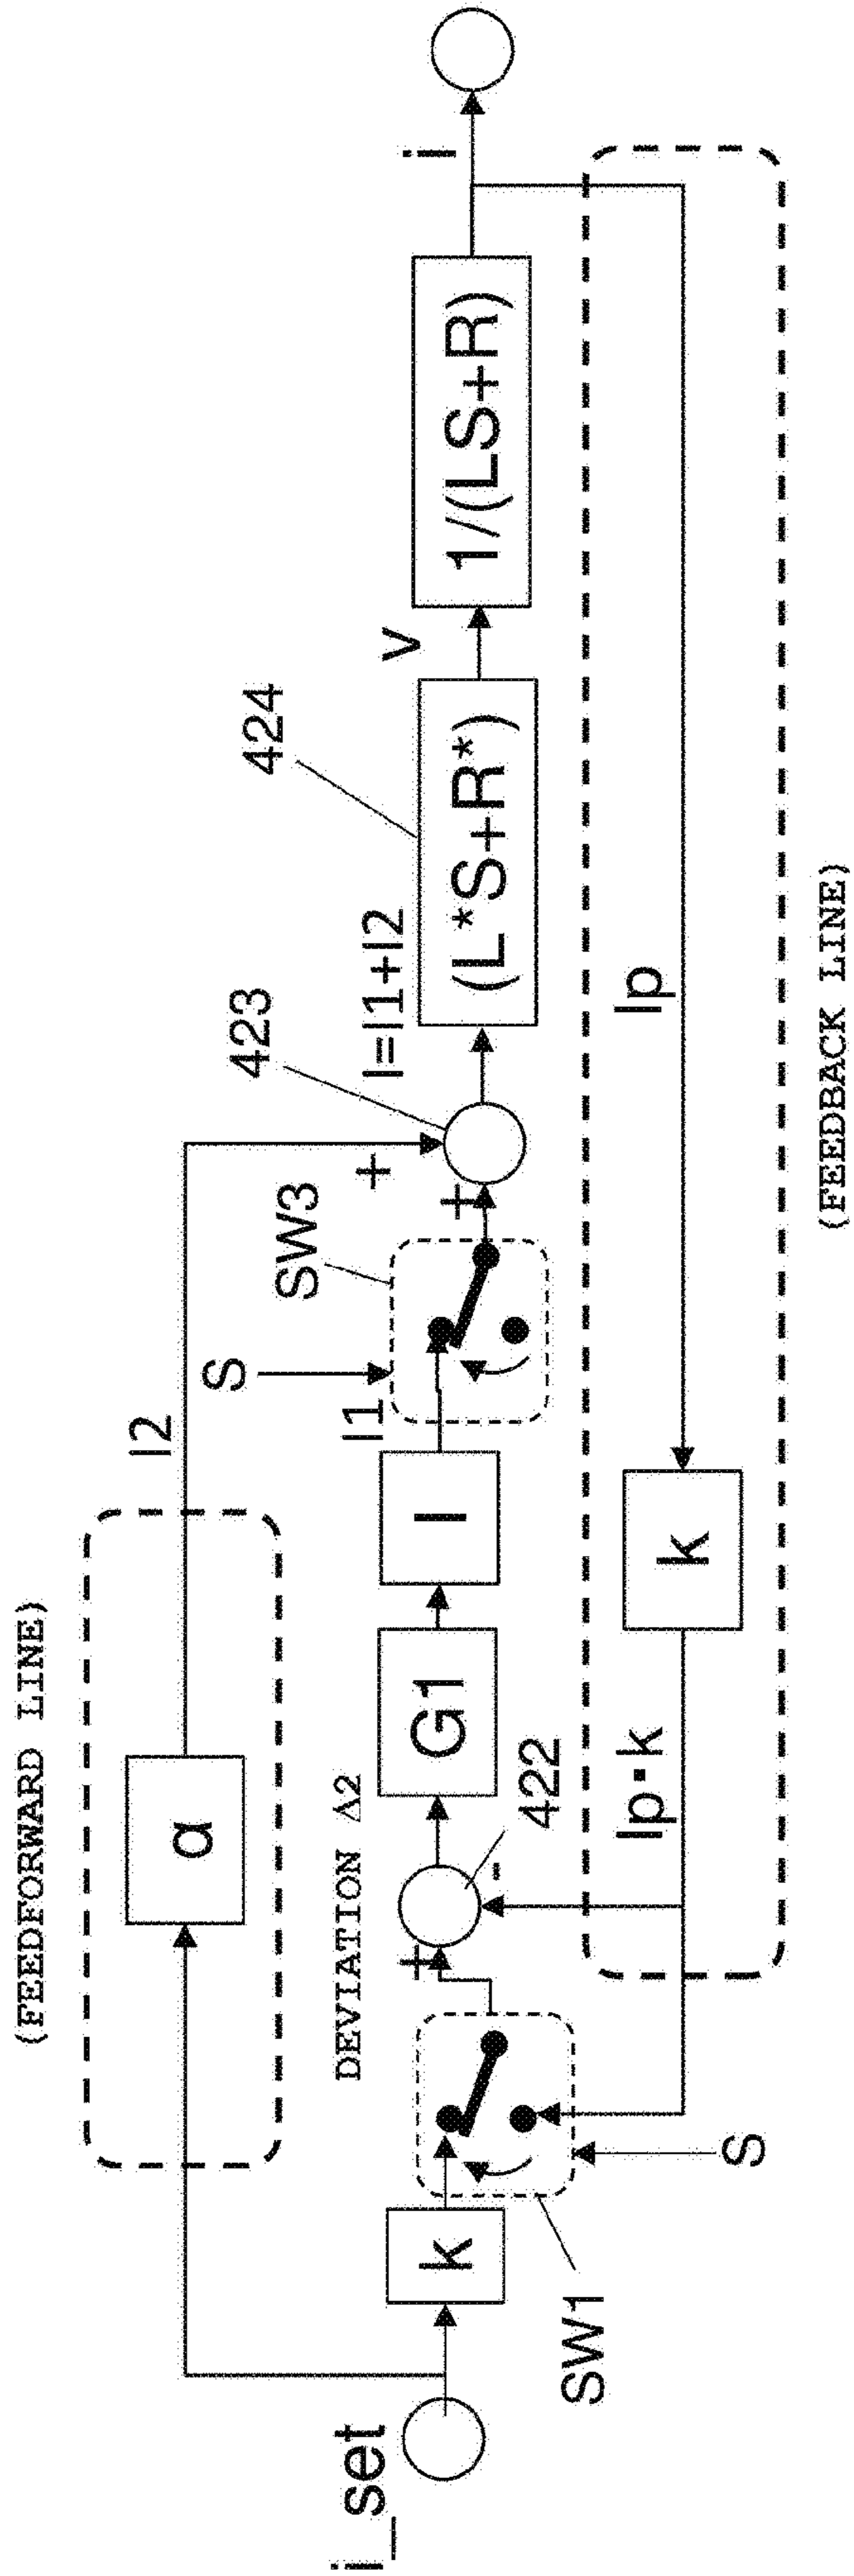 (FEEDFORWARD LINE)
α
I2
i_set
k
SW1
S
DEVIATION Δ2
+
-
422
G1
I
I1
S
SW3
+
+
423
I=I1+I2
424
(L*S+R*)
v
1/(LS+R)
i
Ip
k
Ip·k
(FEEDBACK LINE)